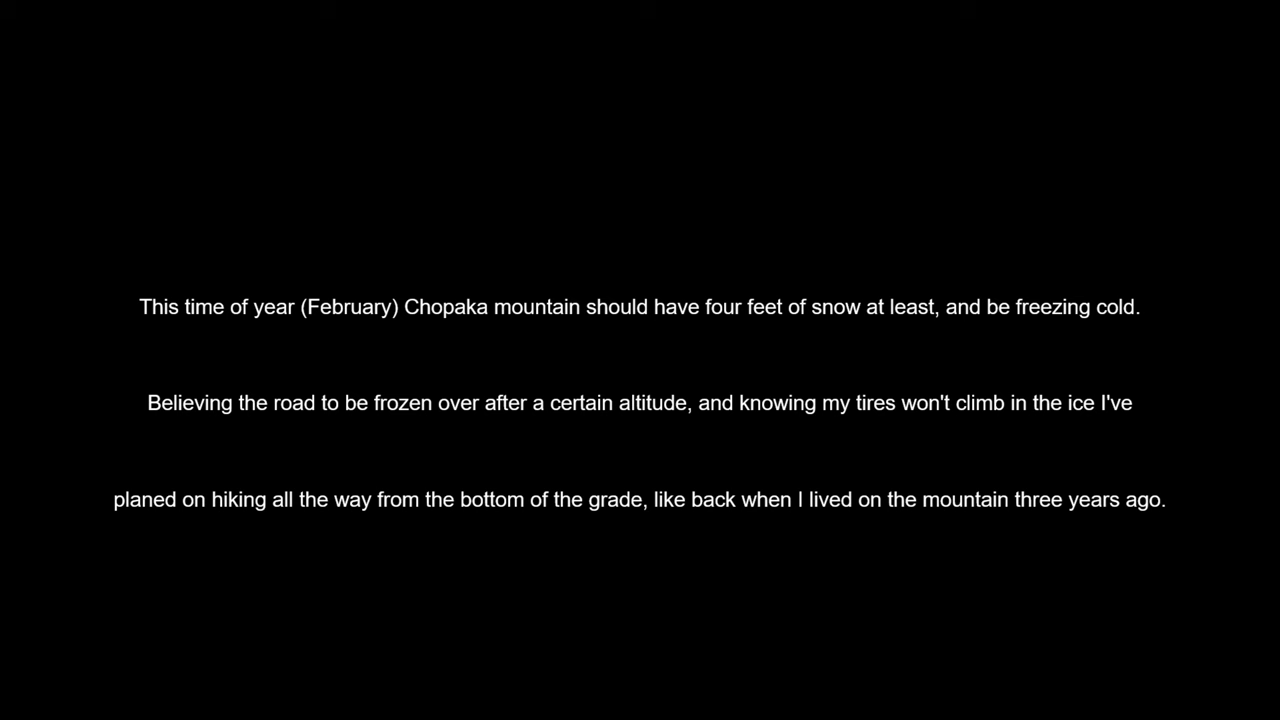 This time of year (February) Chopaka mountain should have four feet of snow at least, and be freezing cold.
Believing the road to be frozen over after a certain altitude, and knowing my tires won't climb in the ice I've
planed on hiking all the way from the bottom of the grade, like back when I lived on the mountain three years ago.